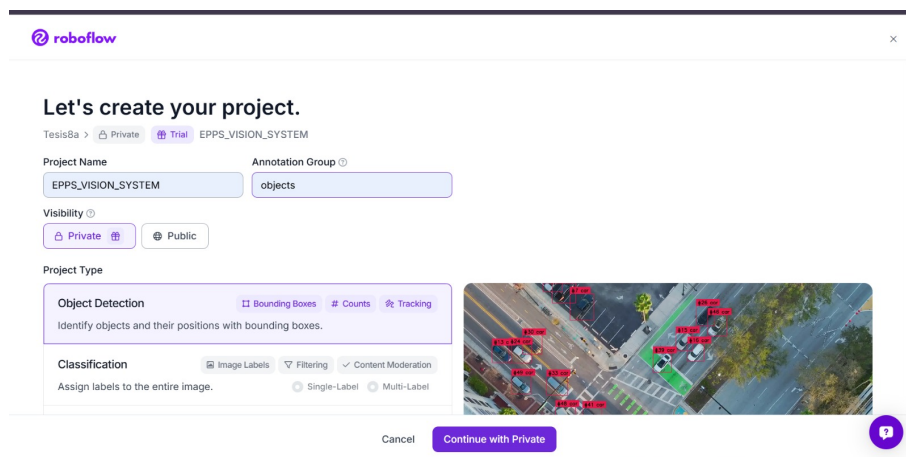 roboflow
Let's create your project.
Tesis8a > Private Trial EPPS_VISION_SYSTEM
Project Name Annotation Group
EPPS_VISION_SYSTEM objects
Visibility
Private Public
Project Type
Object Detection Bounding Boxes # Counts Tracking
Identify objects and their positions with bounding boxes.
Classification Image Labels Filtering Content Moderation
Assign labels to the entire image. Single-Label Multi-Label
Cancel Continue with Private